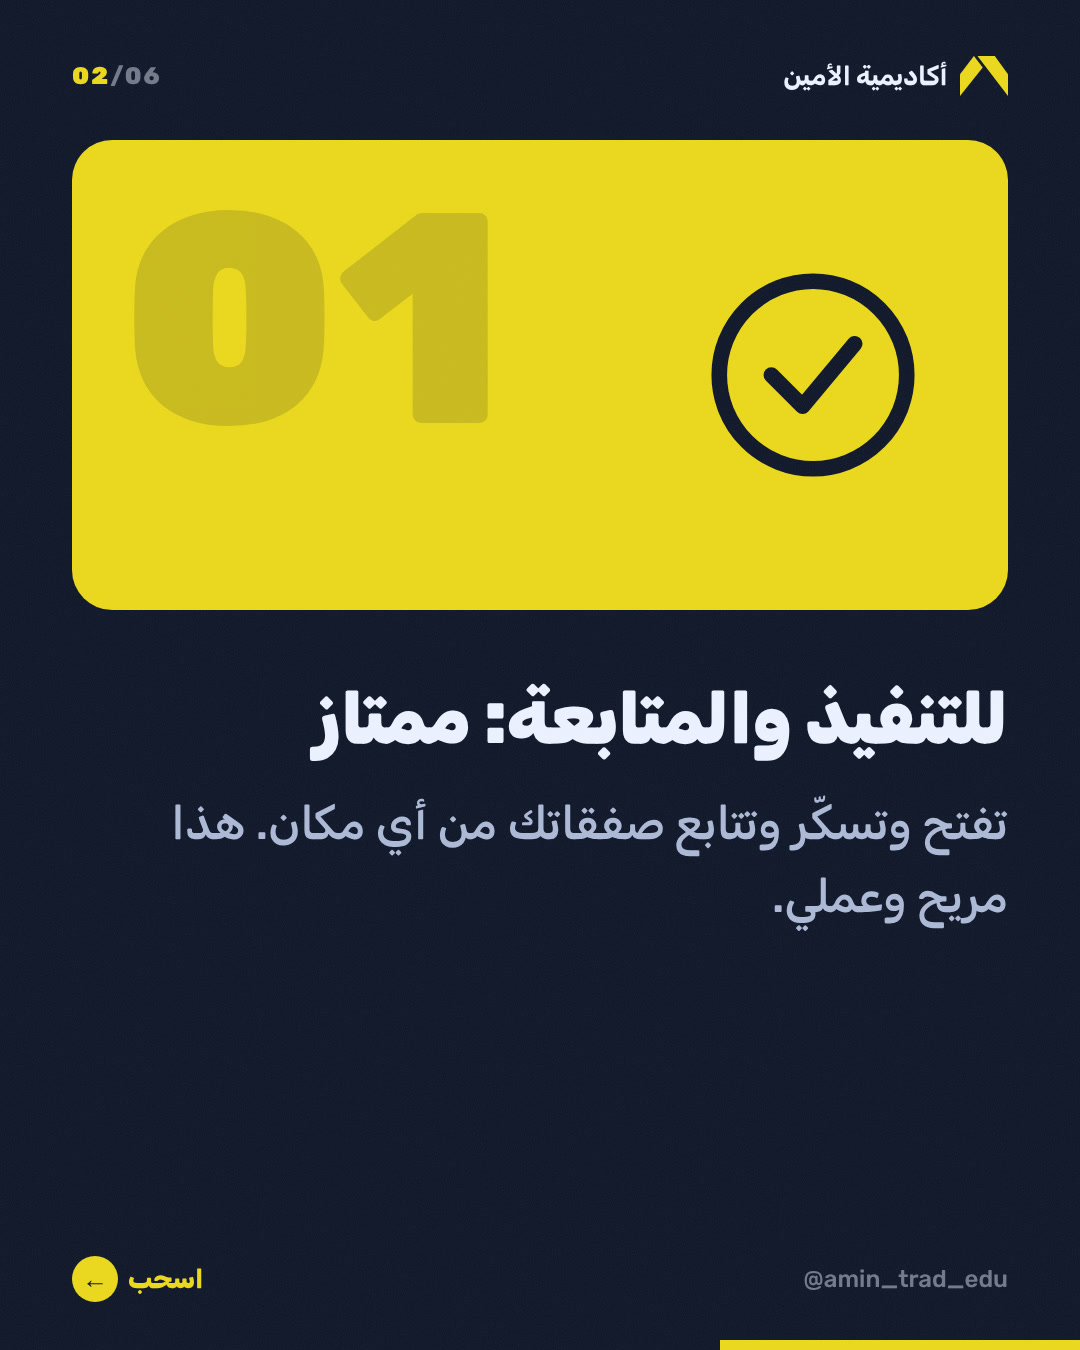 أكاديمية الأمين
02/06
01
للتنفيذ والمتابعة: ممتاز
تفتح وتسكّر وتتابع صفقاتك من أي مكان. هذا
مريح وعملي.
@amin_trad_edu
اسحب ←